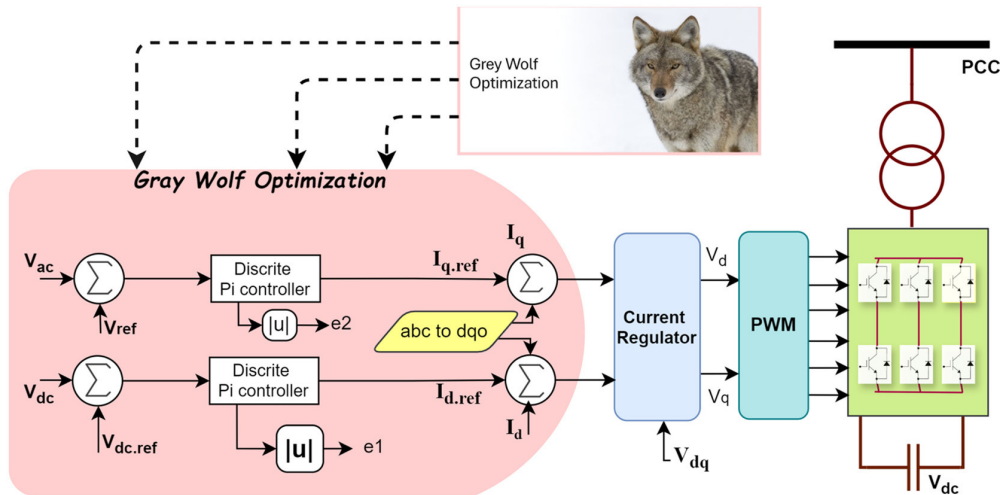 Grey Wolf
Optimization
PCC
Gray Wolf Optimization
Vac
Σ
Vref
Discrite
Pi controller
|u|
e2
Iq.ref
Iq
Σ
abc to dqo
Vdc
Σ
Vdc.ref
Discrite
Pi controller
|u|
e1
Id.ref
Σ
Id
Current
Regulator
Vdq
Vd
Vq
PWM
Vdc